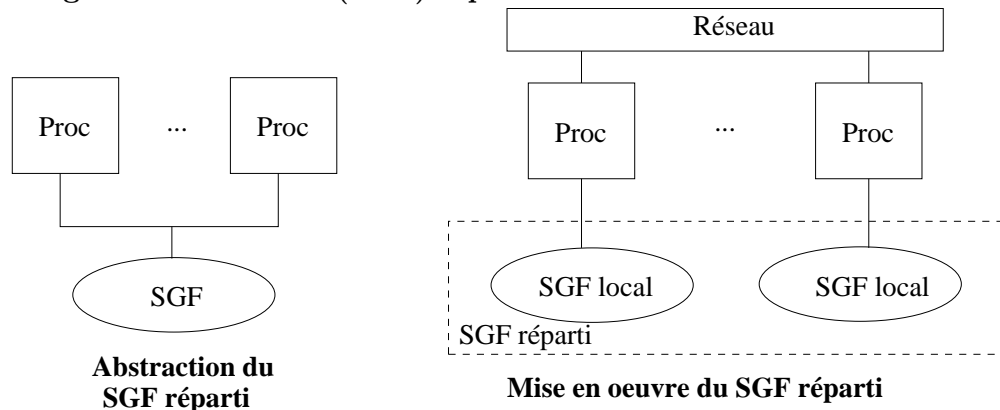 Réseau
Proc ... Proc
Proc ... Proc
SGF
SGF local SGF local
SGF réparti
Abstraction du
SGF réparti
Mise en oeuvre du SGF réparti